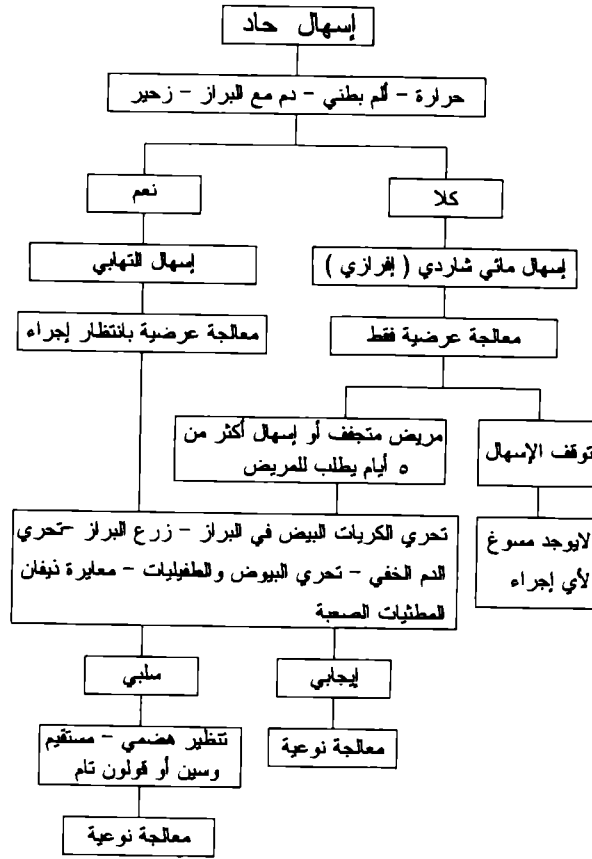 إسهال حاد
حرارة - ألم بطني - دم مع البراز - زحير
كلا
نعم
إسهال مائي شاردي ( إفرازي )
إسهال التهابي
معالجة عرضية فقط
معالجة عرضية بانتظار إجراء
توقف الإسهال
مريض متجفف أو إسهال أكثر من
٥ أيام يطلب للمريض
لايوجد مسوغ
لأي إجراء
تحري الكريات البيض في البراز - زرع البراز -تحري
الدم الخفي - تحري البيوض والطفيليات - معايرة ذيفان
المطثيات الصعبة
إيجابي
سلبي
معالجة نوعية
تنظير هضمي - مستقيم
وسين أو قولون تام
معالجة نوعية